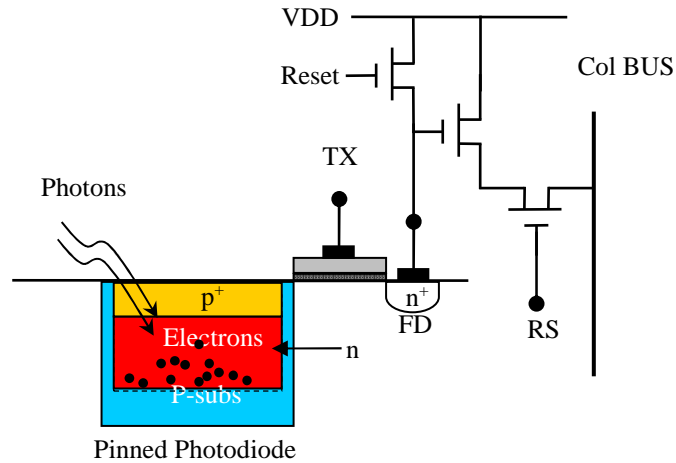 VDD
Reset
Col BUS
TX
Photons
p+
n+
FD
RS
Electrons
n
P-subs
Pinned Photodiode